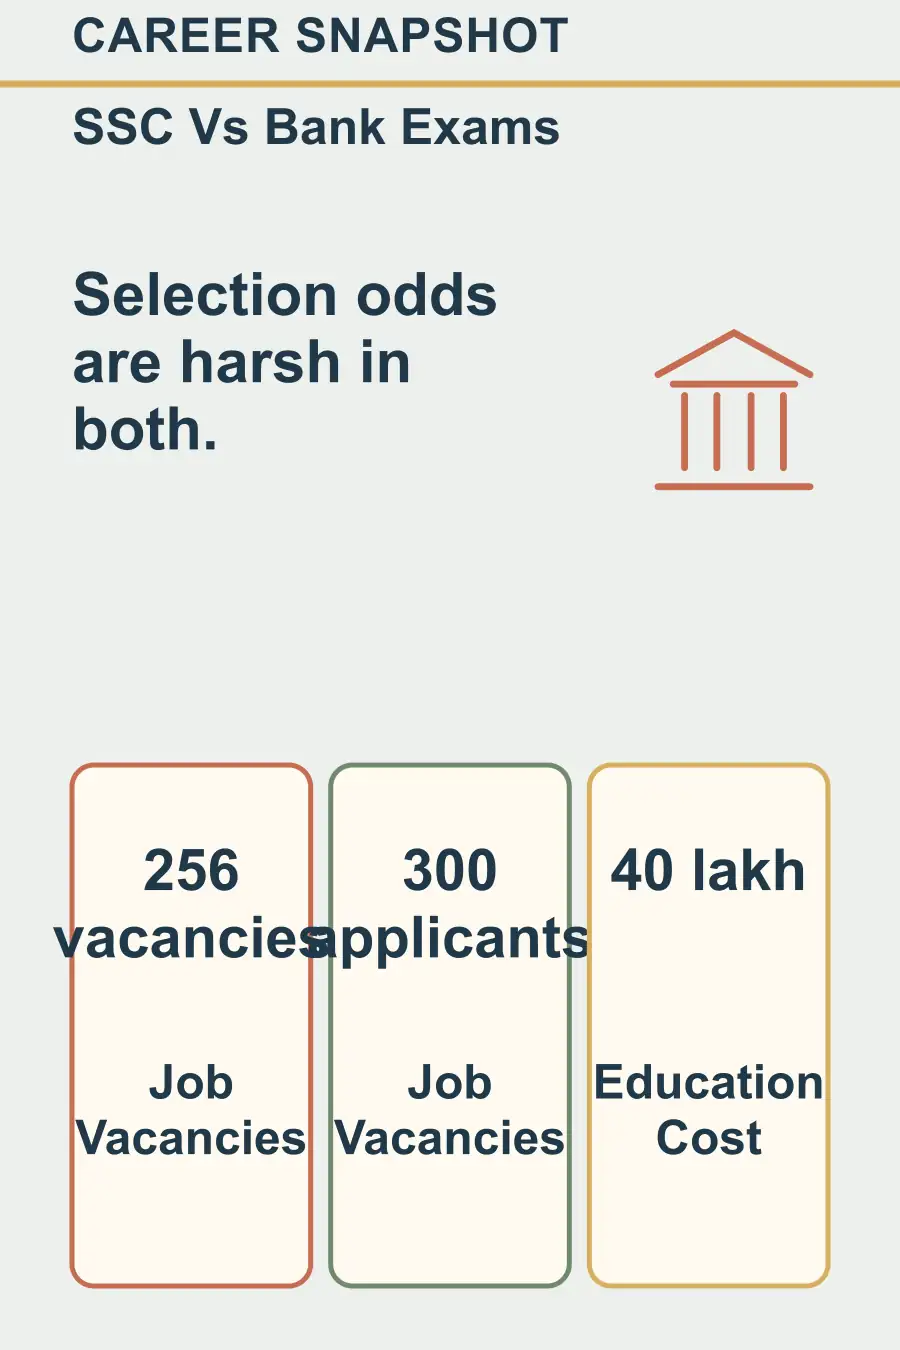 CAREER SNAPSHOT
SSC Vs Bank Exams
Selection odds
are harsh in
both.
256
vacancies
Job
Vacancies
300
applicants
Job
Vacancies
40 lakh
Education
Cost